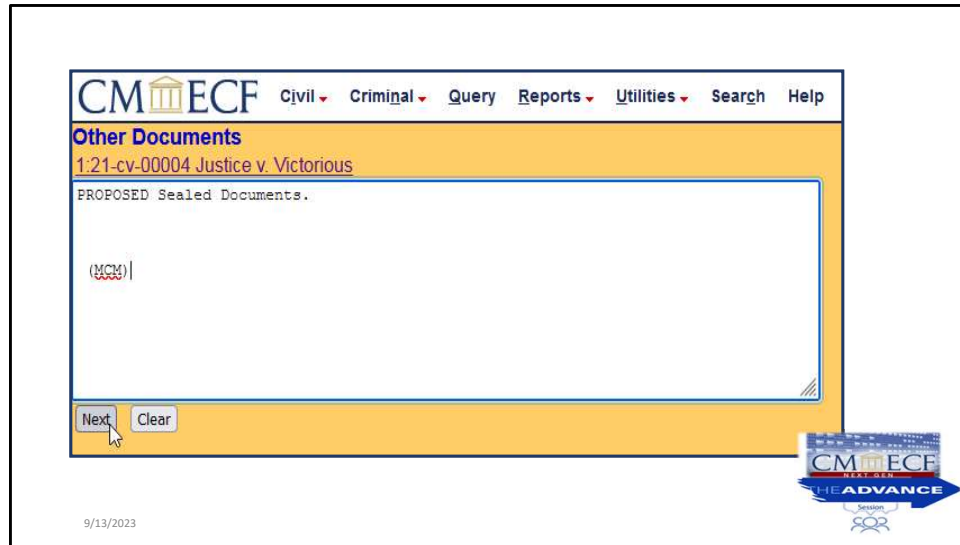 CM ECF Civil Criminal Query Reports Utilities Search Help
Other Documents
1:21-cv-00004 Justice v. Victorious
PROPOSED Sealed Documents.
(MCM)
Next Clear
CM ECF
NEXT GEN
THE ADVANCE
Session
9/13/2023